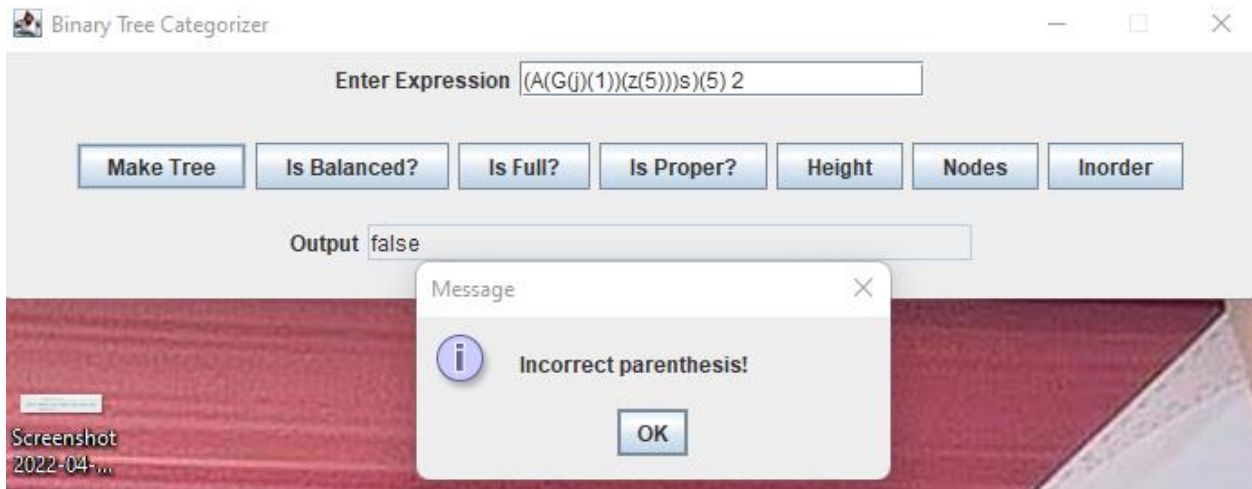 Binary Tree Categorizer
Enter Expression (A(G(j)(1))(z(5)))s)(5) 2
Make Tree Is Balanced? Is Full? Is Proper? Height Nodes Inorder
Output false
Message
Incorrect parenthesis!
OK
Screenshot
2022-04-...